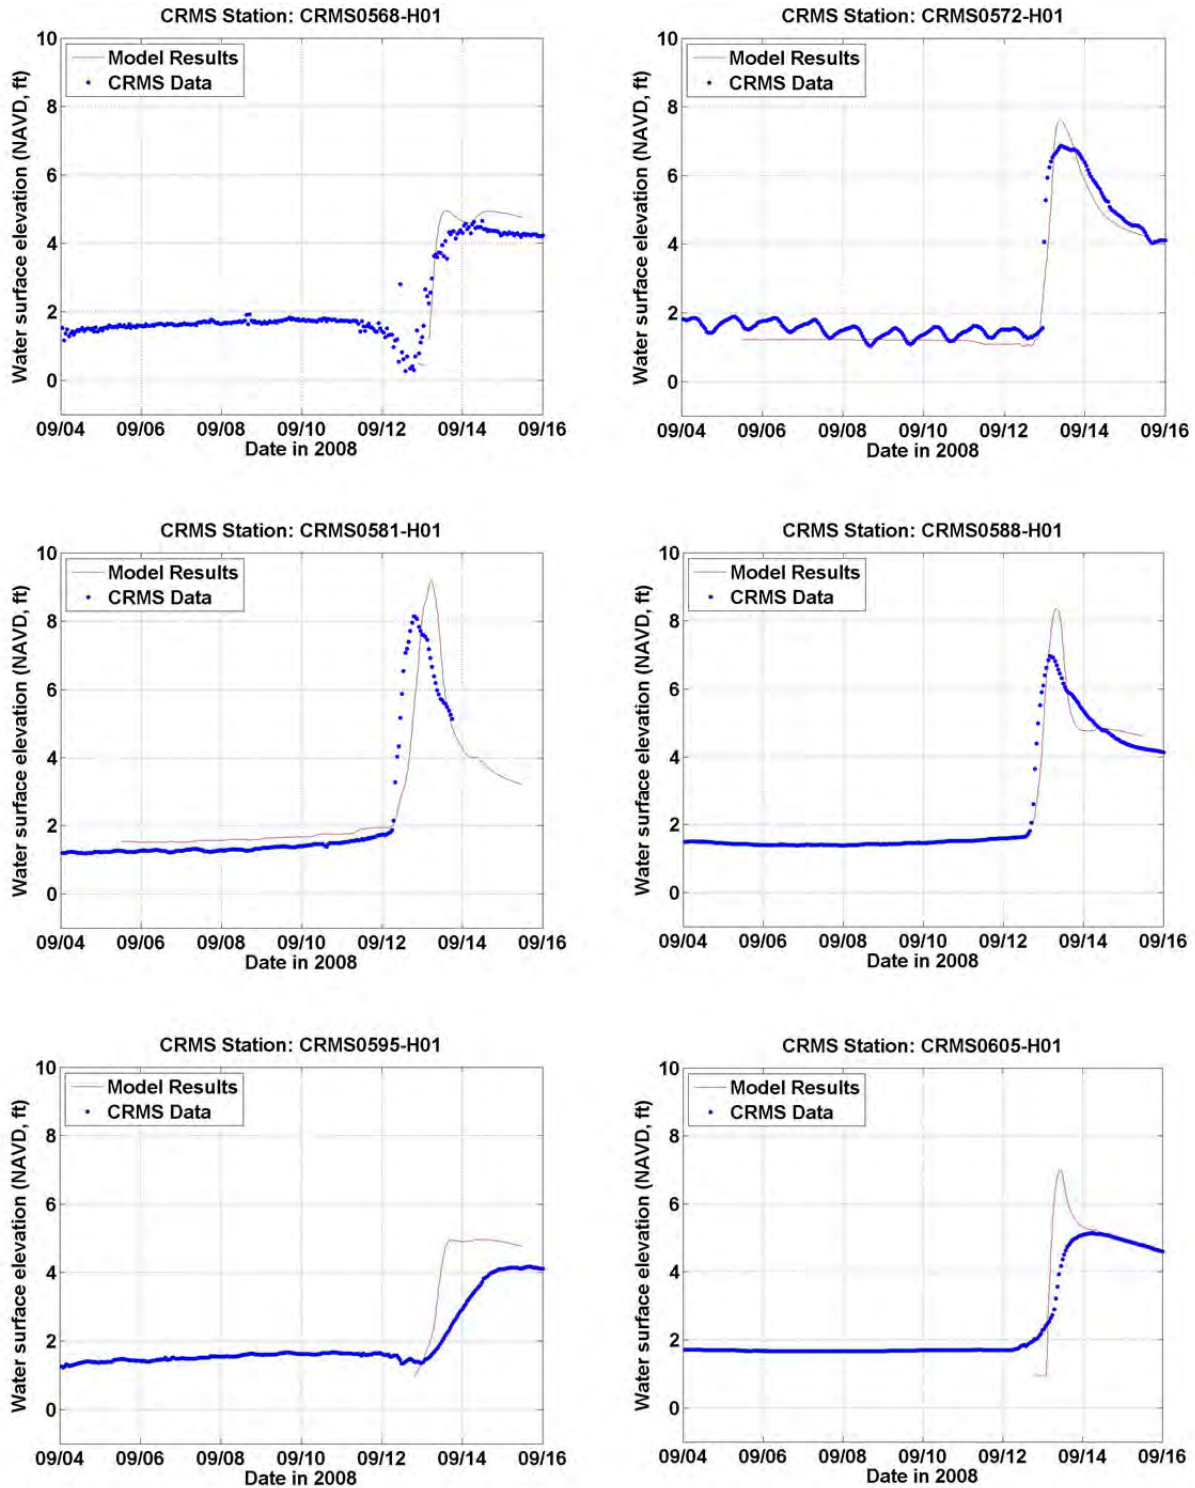 CRMS Station: CRMS0568-H01
Water surface elevation (NAVD, ft)
10
8
6
4
2
0
Model Results
CRMS Data
09/04 09/06 09/08 09/10 09/12 09/14 09/16
Date in 2008
CRMS Station: CRMS0572-H01
Water surface elevation (NAVD, ft)
10
8
6
4
2
0
Model Results
CRMS Data
09/04 09/06 09/08 09/10 09/12 09/14 09/16
Date in 2008
CRMS Station: CRMS0581-H01
Water surface elevation (NAVD, ft)
10
8
6
4
2
0
Model Results
CRMS Data
09/04 09/06 09/08 09/10 09/12 09/14 09/16
Date in 2008
CRMS Station: CRMS0588-H01
Water surface elevation (NAVD, ft)
10
8
6
4
2
0
Model Results
CRMS Data
09/04 09/06 09/08 09/10 09/12 09/14 09/16
Date in 2008
CRMS Station: CRMS0595-H01
Water surface elevation (NAVD, ft)
10
8
6
4
2
0
Model Results
CRMS Data
09/04 09/06 09/08 09/10 09/12 09/14 09/16
Date in 2008
CRMS Station: CRMS0605-H01
Water surface elevation (NAVD, ft)
10
8
6
4
2
0
Model Results
CRMS Data
09/04 09/06 09/08 09/10 09/12 09/14 09/16
Date in 2008